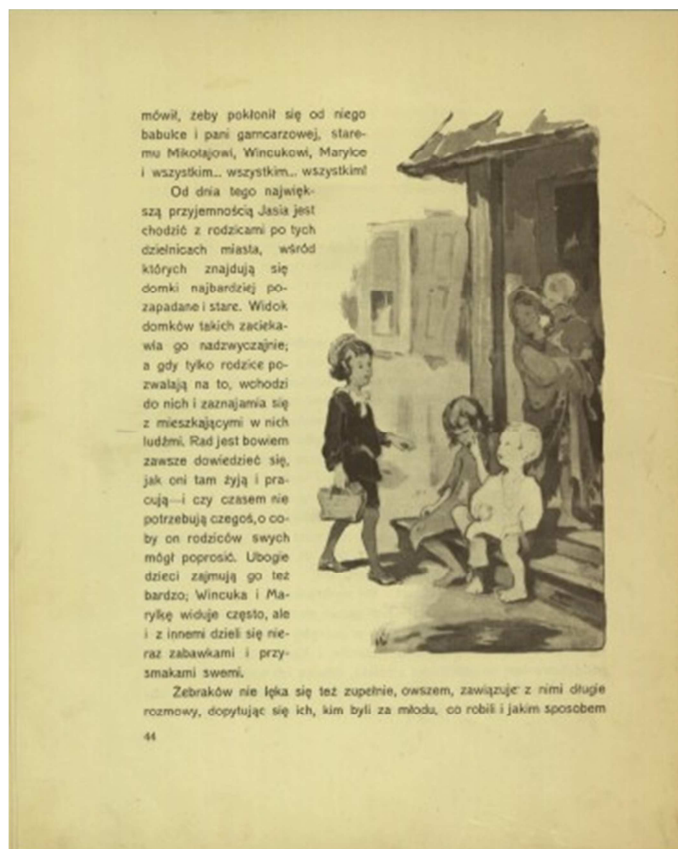 mówił, żeby pokłonił się od niego
babulce i pani garncarzowej, stare-
mu Mikołajowi, Wincukowi, Marylce
i wszystkim... wszystkim... wszystkim!
Od dnia tego najwięk-
szą przyjemnością Jasia jest
chodzić z rodzicami po tych
dzielnicach miasta, wśród
których znajdują się
domki najbardziej po-
zapadane i stare. Widok
domków takich zacieka-
wia go nadzwyczajnie;
a gdy tylko rodzice po-
zwalają na to, wchodzi
do nich i zaznajamia się
z mieszkającymi w nich
ludźmi. Rad jest bowiem
zawsze dowiedzieć się,
jak oni tam żyją i pra-
cują—i czy czasem nie
potrzebują czegoś, o co-
by on rodziców swych
mógł poprosić. Ubogie
dzieci zajmują go też
bardzo; Wincuka i Ma-
rylkę widuje często, ale
i z innemi dzieli się nie-
raz zabawkami i przy-
smakami swemi.
Żebraków nie lęka się też zupełnie, owszem, zawiązuje z nimi długie
rozmowy, dopytując się ich, kim byli za młodu, co robili i jakim sposobem
44